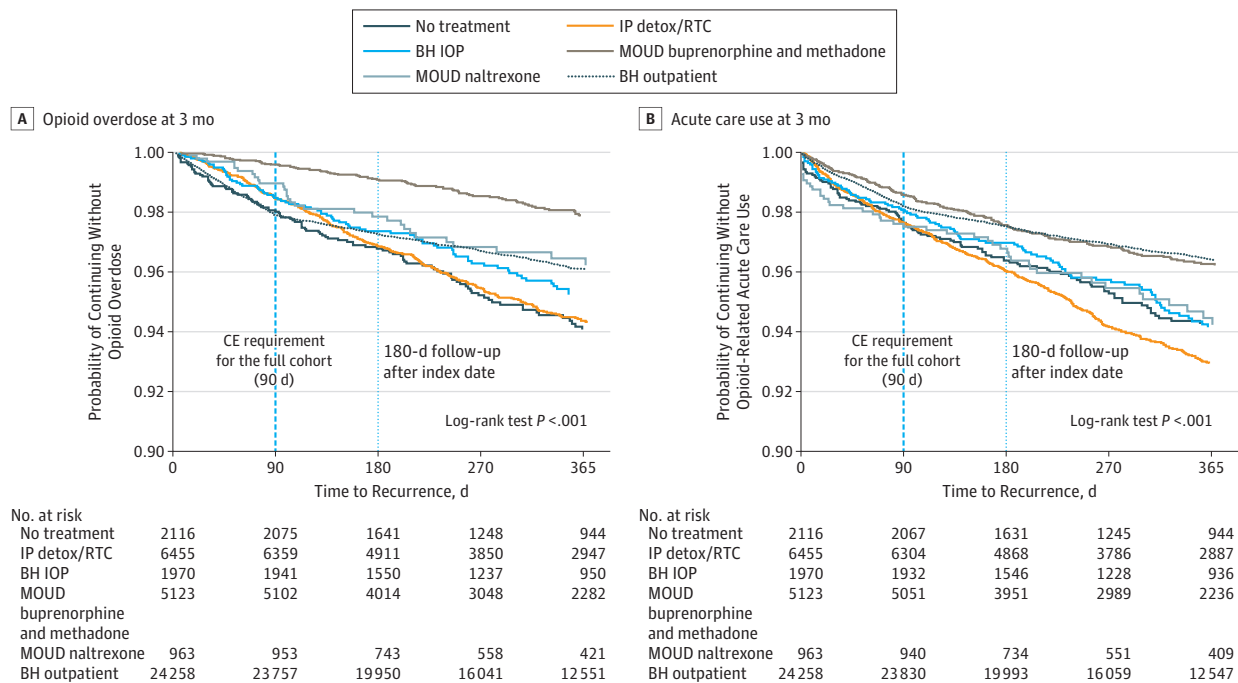 No treatment
IP detox/RTC
BH IOP
MOUD buprenorphine and methadone
MOUD naltrexone
BH outpatient
A Opioid overdose at 3 mo
Probability of Continuing Without
Opioid Overdose
1.00
0.98
0.96
0.94
0.92
0.90
CE requirement
for the full cohort
(90 d)
180-d follow-up
after index date
Log-rank test P <.001
0 90 180 270 365
Time to Recurrence, d
No. at risk
No treatment 2116 2075 1641 1248 944
IP detox/RTC 6455 6359 4911 3850 2947
BH IOP 1970 1941 1550 1237 950
MOUD 5123 5102 4014 3048 2282
buprenorphine
and methadone
MOUD naltrexone 963 953 743 558 421
BH outpatient 24258 23757 19950 16041 12551
B Acute care use at 3 mo
Probability of Continuing Without
Opioid-Related Acute Care Use
1.00
0.98
0.96
0.94
0.92
0.90
CE requirement
for the full cohort
(90 d)
180-d follow-up
after index date
Log-rank test P <.001
0 90 180 270 365
Time to Recurrence, d
No. at risk
No treatment 2116 2067 1631 1245 944
IP detox/RTC 6455 6304 4868 3786 2887
BH IOP 1970 1932 1546 1228 936
MOUD 5123 5051 3951 2989 2236
buprenorphine
and methadone
MOUD naltrexone 963 940 734 551 409
BH outpatient 24258 23830 19993 16059 12547